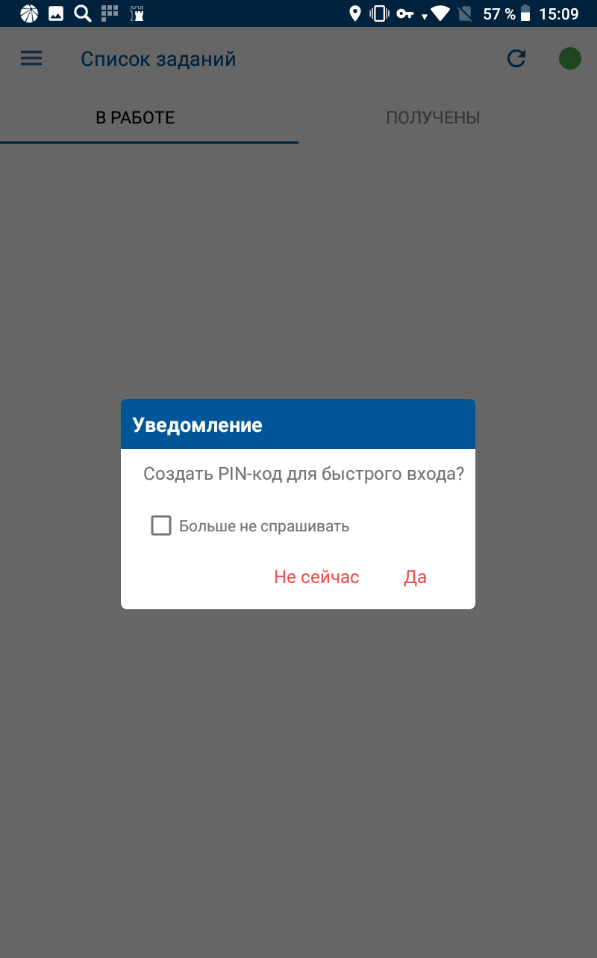 57 % 15:09
Список заданий
В РАБОТЕ ПОЛУЧЕНЫ
Уведомление
Создать PIN-код для быстрого входа?
Больше не спрашивать
Не сейчас Да